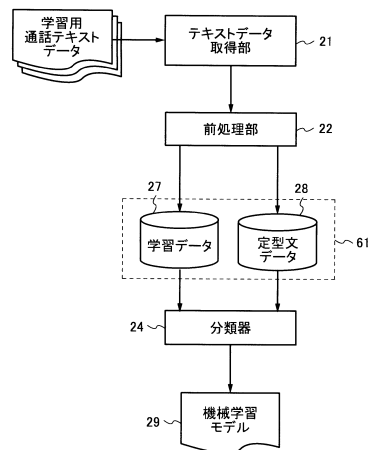 学習用
通話テキスト
データ
テキストデータ
取得部
21
前処理部
22
27
28
学習データ
定型文
データ
61
24
分類器
29
機械学習
モデル